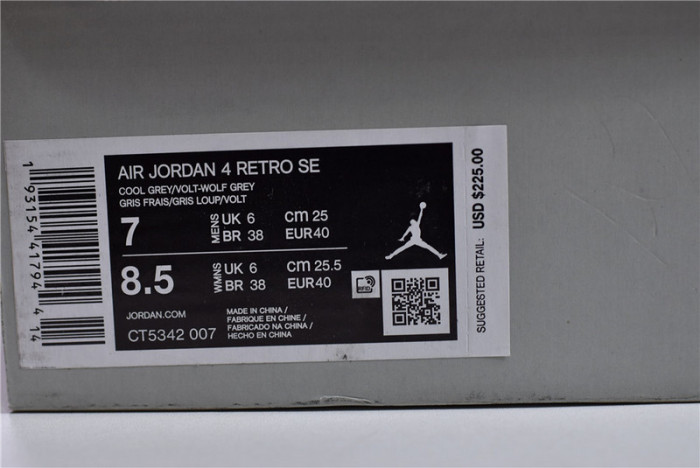 AIR JORDAN 4 RETRO SE
COOL GREY/VOLT-WOLF GREY
GRIS FRAIS/GRIS LOUP/VOLT
7 MENS UK 6 cm 25
BR 38 EUR40
8.5 WMNS UK 6 cm 25.5
BR 38 EUR40
JORDAN.COM
CT5342 007
MADE IN CHINA /
FABRIQUE EN CHINE /
FABRICADO NA CHINA /
HECHO EN CHINA
RFID
1 93154 41794 4 14
SUGGESTED RETAIL: USD $225.00